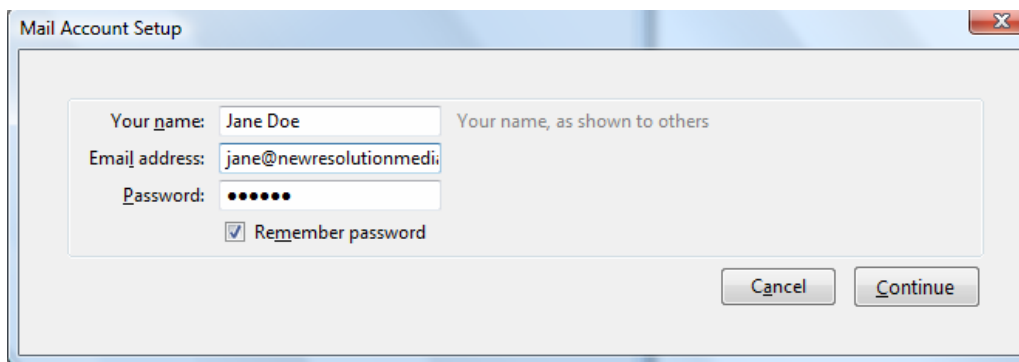 Mail Account Setup
Your name: Jane Doe Your name, as shown to others
Email address: jane@newresolutionmedi
Password: ●●●●●●
Remember password
Cancel Continue